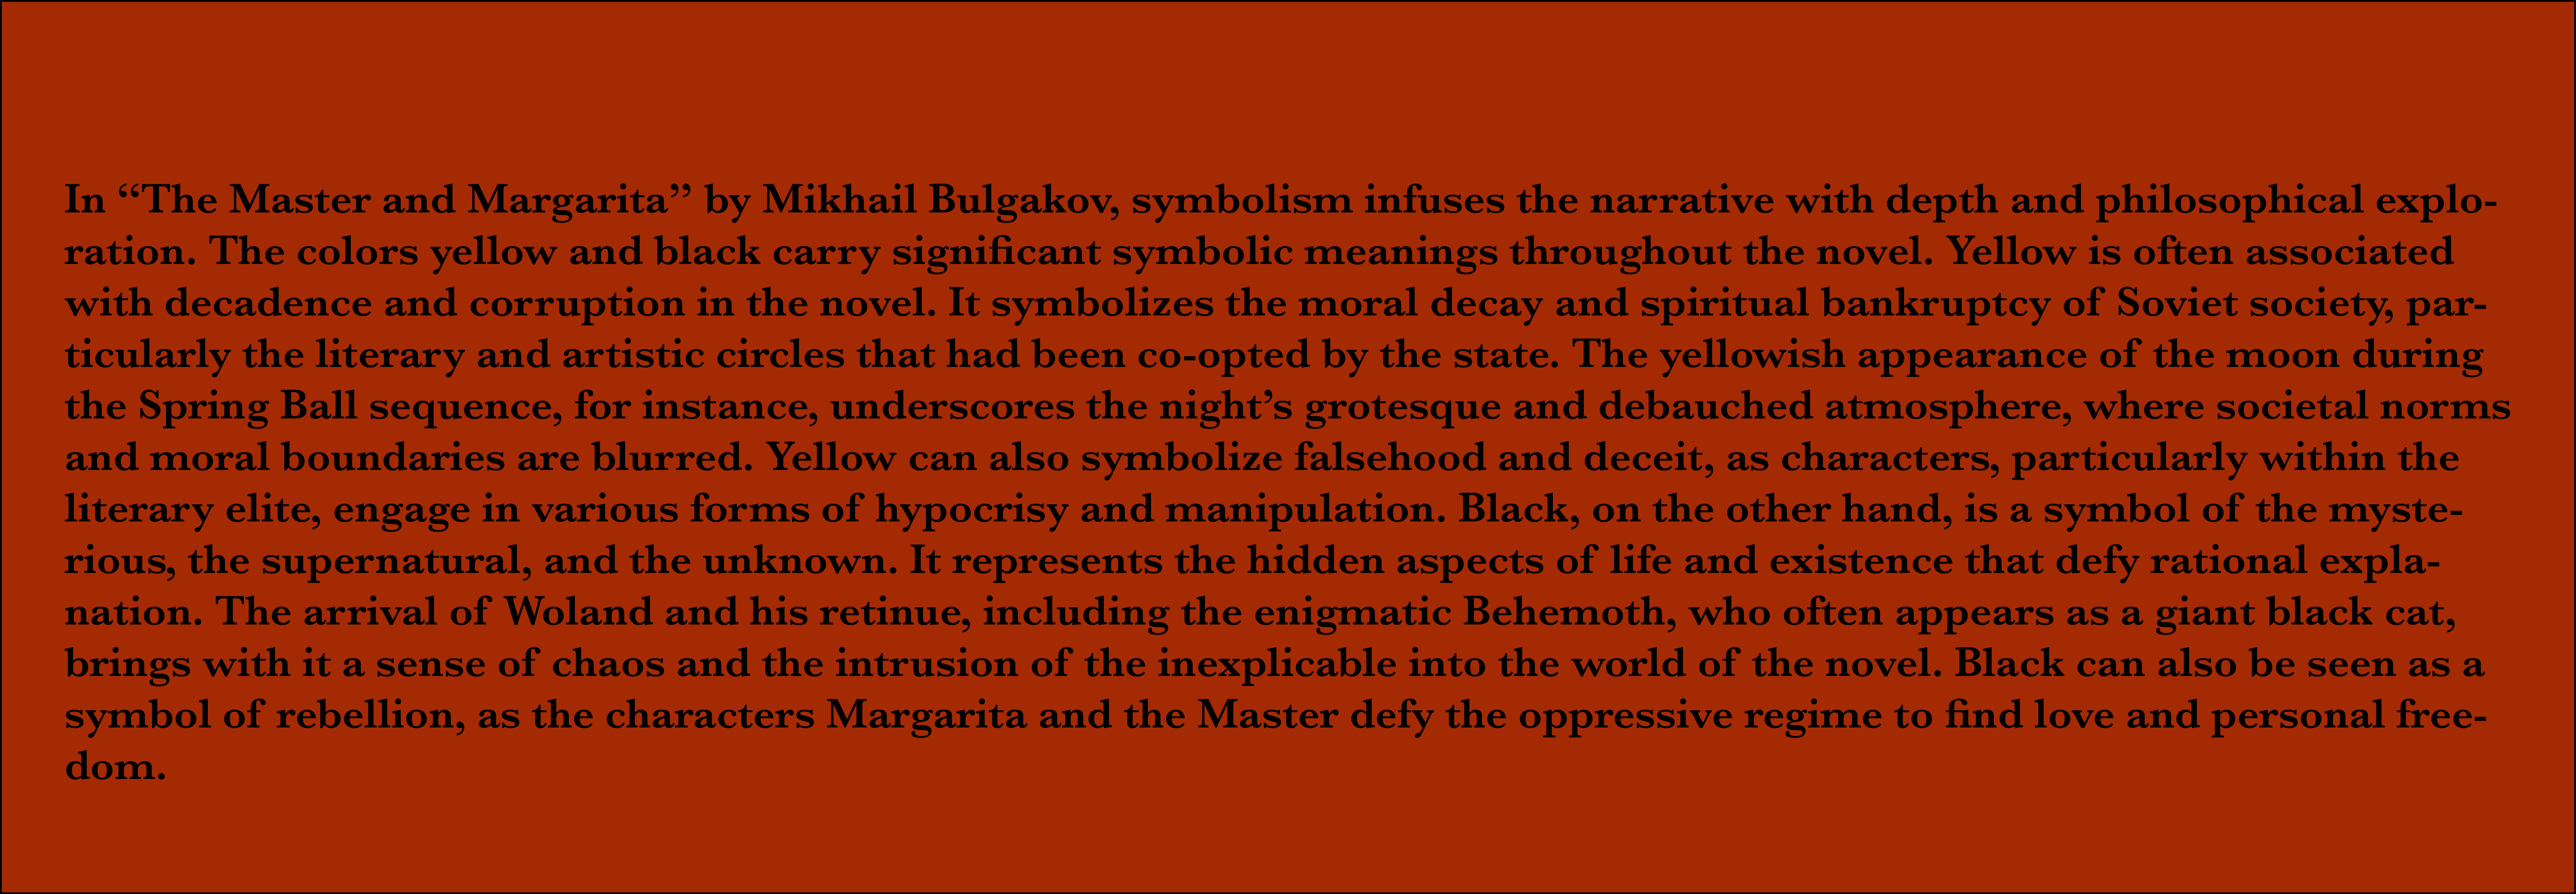 In “The Master and Margarita” by Mikhail Bulgakov, symbolism infuses the narrative with depth and philosophical explo-
ration. The colors yellow and black carry significant symbolic meanings throughout the novel. Yellow is often associated
with decadence and corruption in the novel. It symbolizes the moral decay and spiritual bankruptcy of Soviet society, par-
ticularly the literary and artistic circles that had been co-opted by the state. The yellowish appearance of the moon during
the Spring Ball sequence, for instance, underscores the night’s grotesque and debauched atmosphere, where societal norms
and moral boundaries are blurred. Yellow can also symbolize falsehood and deceit, as characters, particularly within the
literary elite, engage in various forms of hypocrisy and manipulation. Black, on the other hand, is a symbol of the myste-
rious, the supernatural, and the unknown. It represents the hidden aspects of life and existence that defy rational expla-
nation. The arrival of Woland and his retinue, including the enigmatic Behemoth, who often appears as a giant black cat,
brings with it a sense of chaos and the intrusion of the inexplicable into the world of the novel. Black can also be seen as a
symbol of rebellion, as the characters Margarita and the Master defy the oppressive regime to find love and personal free-
dom.